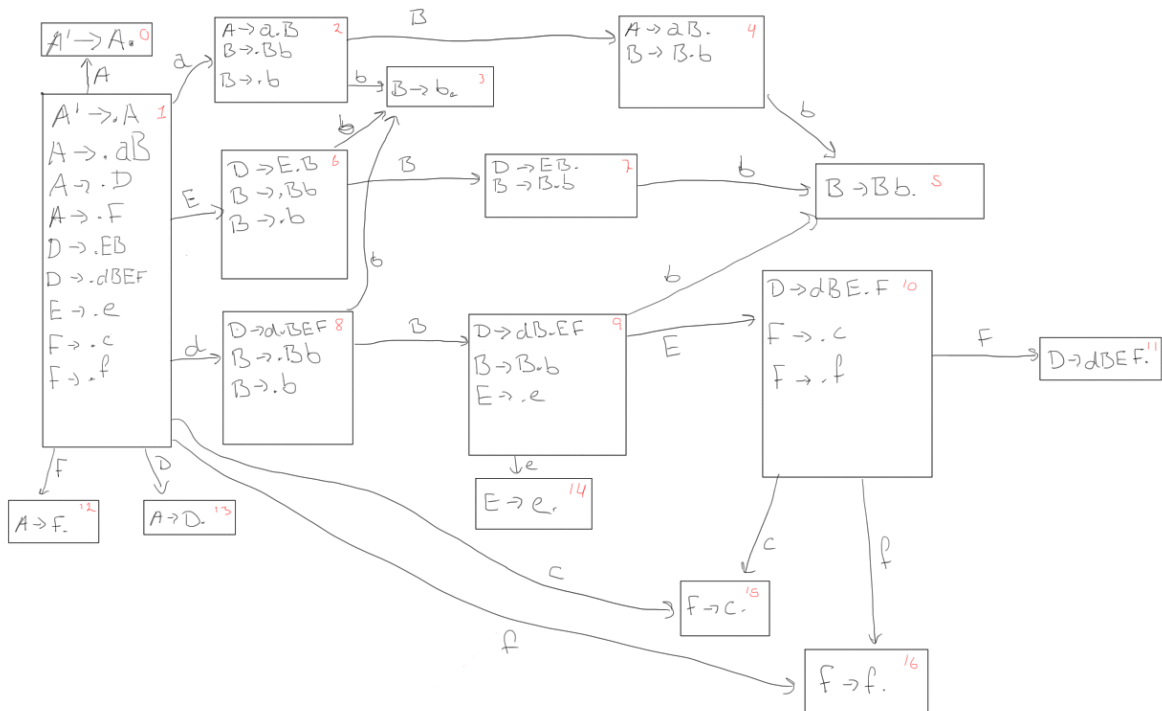 A' → A. 0
A
a
A' → .A 1
A → .aB
A → .D
A → .F
D → .EB
D → .dBEF
E → .e
F → .c
F → .f
A → a.B 2
B → .Bb
B → .b
B
b
B → b. 3
A → aB. 4
B → B.b
b
E
D → E.B 6
B → .Bb
B → .b
b
B
D → EB. 7
B → B.b
b
B → Bb. 5
d
D → d.BEF 8
B → .Bb
B → .b
b
B
D → dB.EF 9
B → B.b
E → .e
b
E
D → dBE.F 10
F → .c
F → .f
F
D → dBEF. 11
F
D
e
A → F. 12
A → D. 13
E → e. 14
c
c
f
F → c. 15
f
F → f. 16